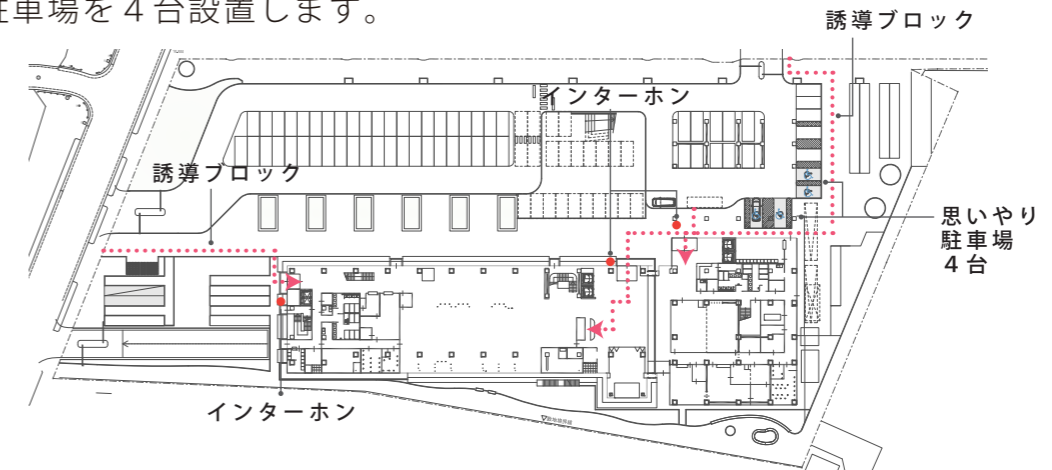 駐車場を４台設置します。
誘導ブロック
インターホン
誘導ブロック
思いやり
駐車場
４台
インターホン